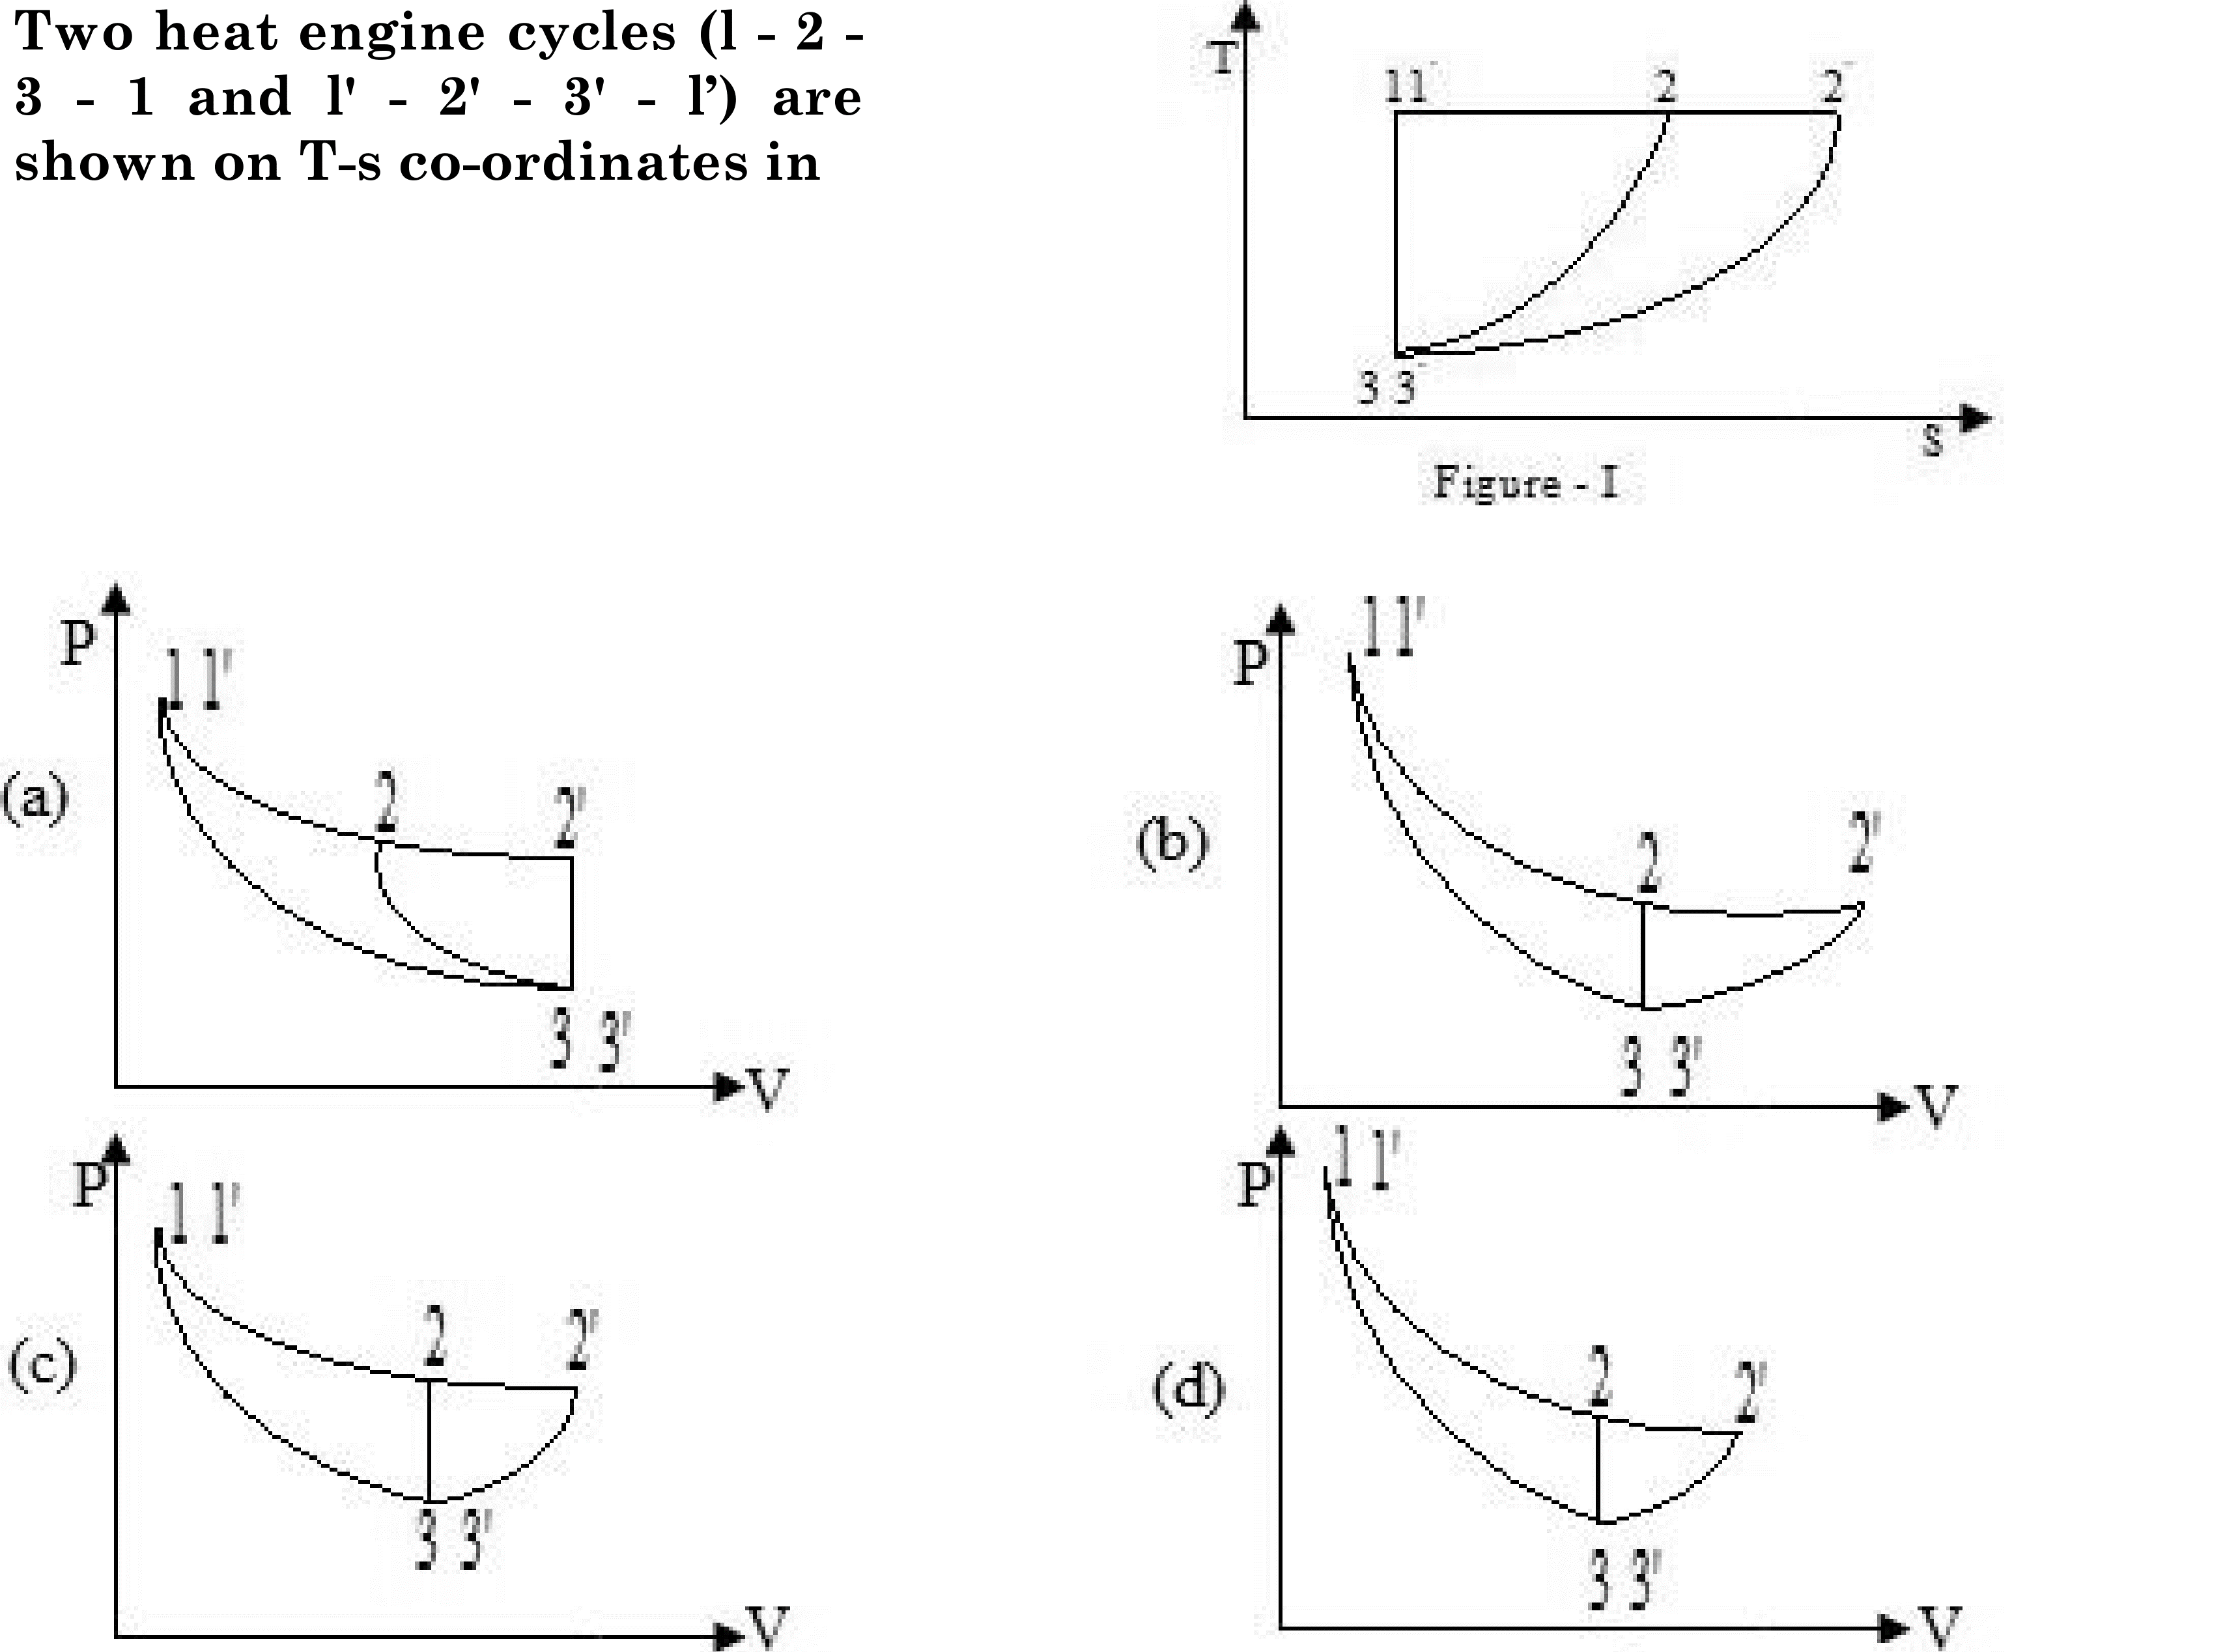 Two heat engine cycles (l - 2 -
3 - 1 and l' - 2' - 3' - l’) are
shown on T-s co-ordinates in
T
11' 2 2'
3 3'
s
Figure - I
(a)
P
1 1'
2 2'
3 3'
V
(b)
P
1 1'
2 2'
3 3'
V
(c)
P
1 1'
2 2'
3 3'
V
(d)
P
1 1'
2 2'
3 3'
V